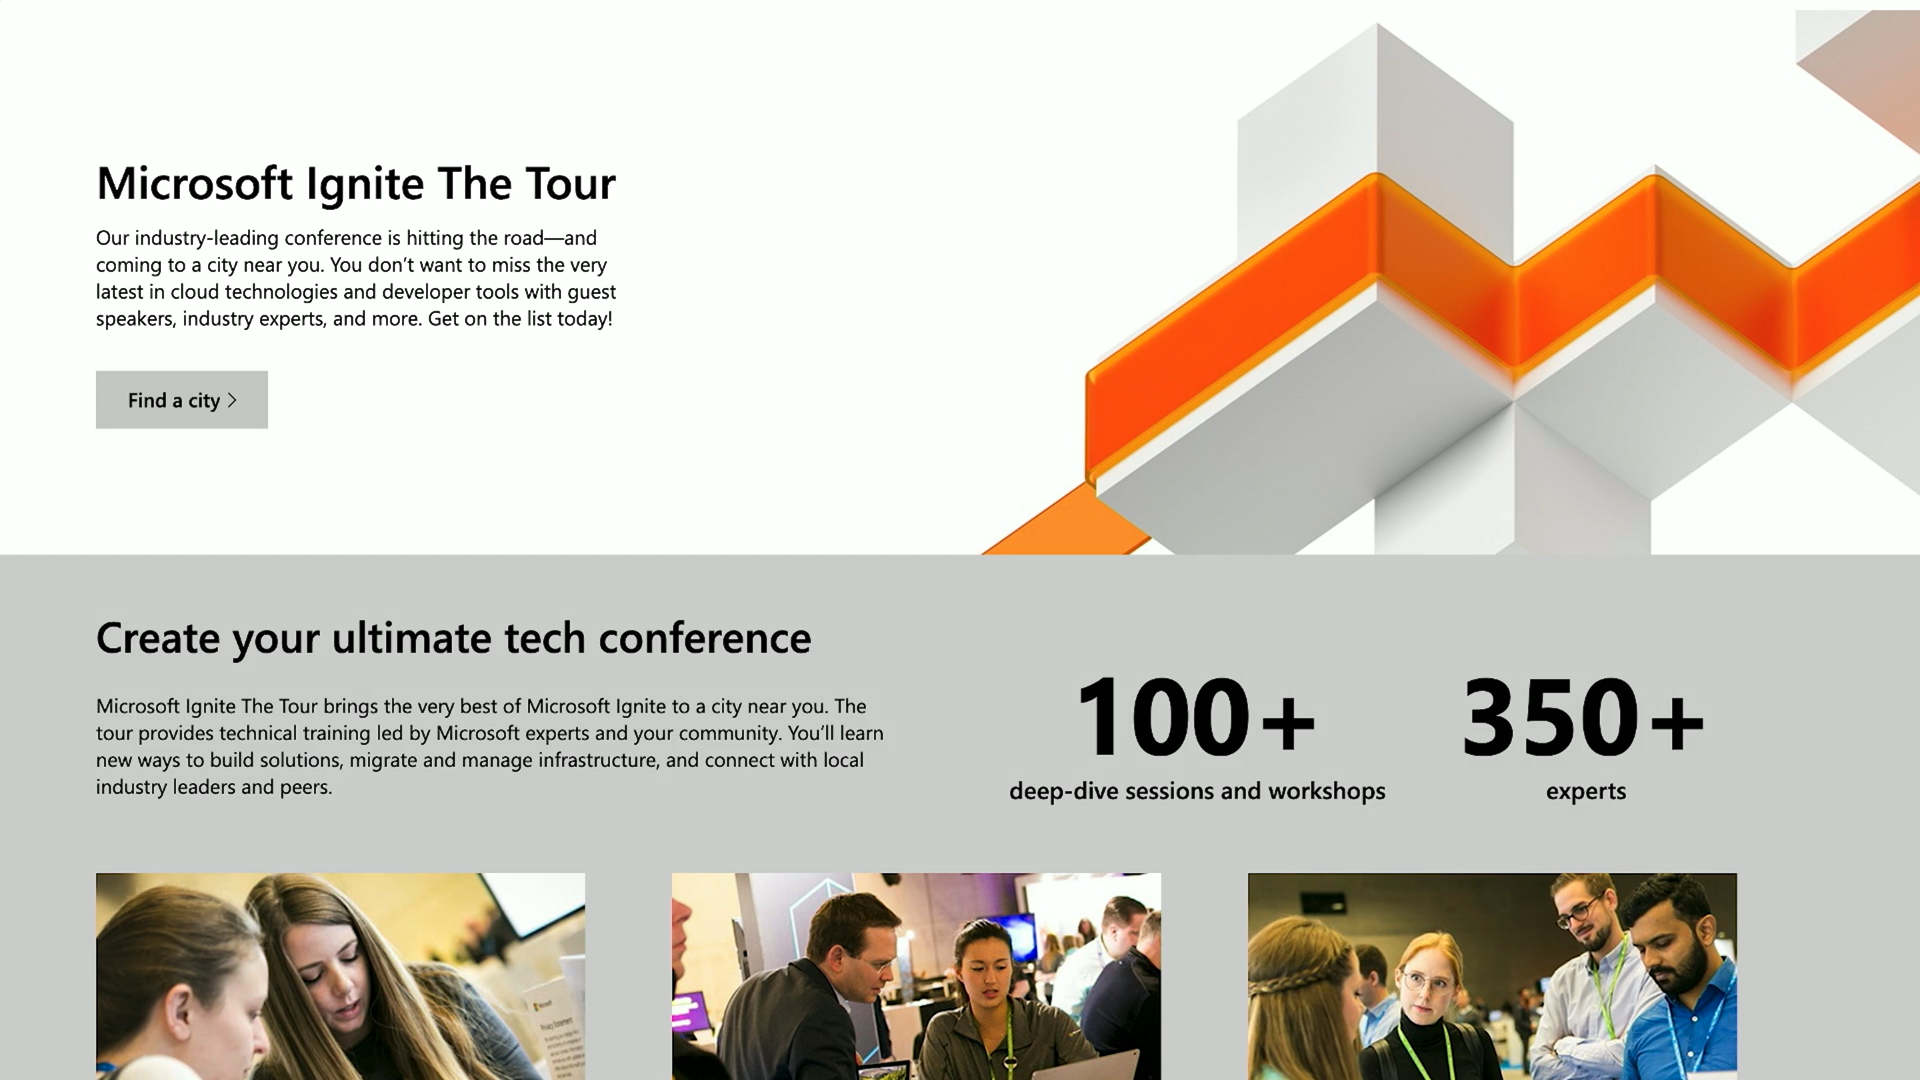 Microsoft Ignite The Tour
Our industry-leading conference is hitting the road—and
coming to a city near you. You don’t want to miss the very
latest in cloud technologies and developer tools with guest
speakers, industry experts, and more. Get on the list today!
Find a city
Create your ultimate tech conference
Microsoft Ignite The Tour brings the very best of Microsoft Ignite to a city near you. The
tour provides technical training led by Microsoft experts and your community. You’ll learn
new ways to build solutions, migrate and manage infrastructure, and connect with local
industry leaders and peers.
100+
deep-dive sessions and workshops
350+
experts
Microsoft
Privacy Statement